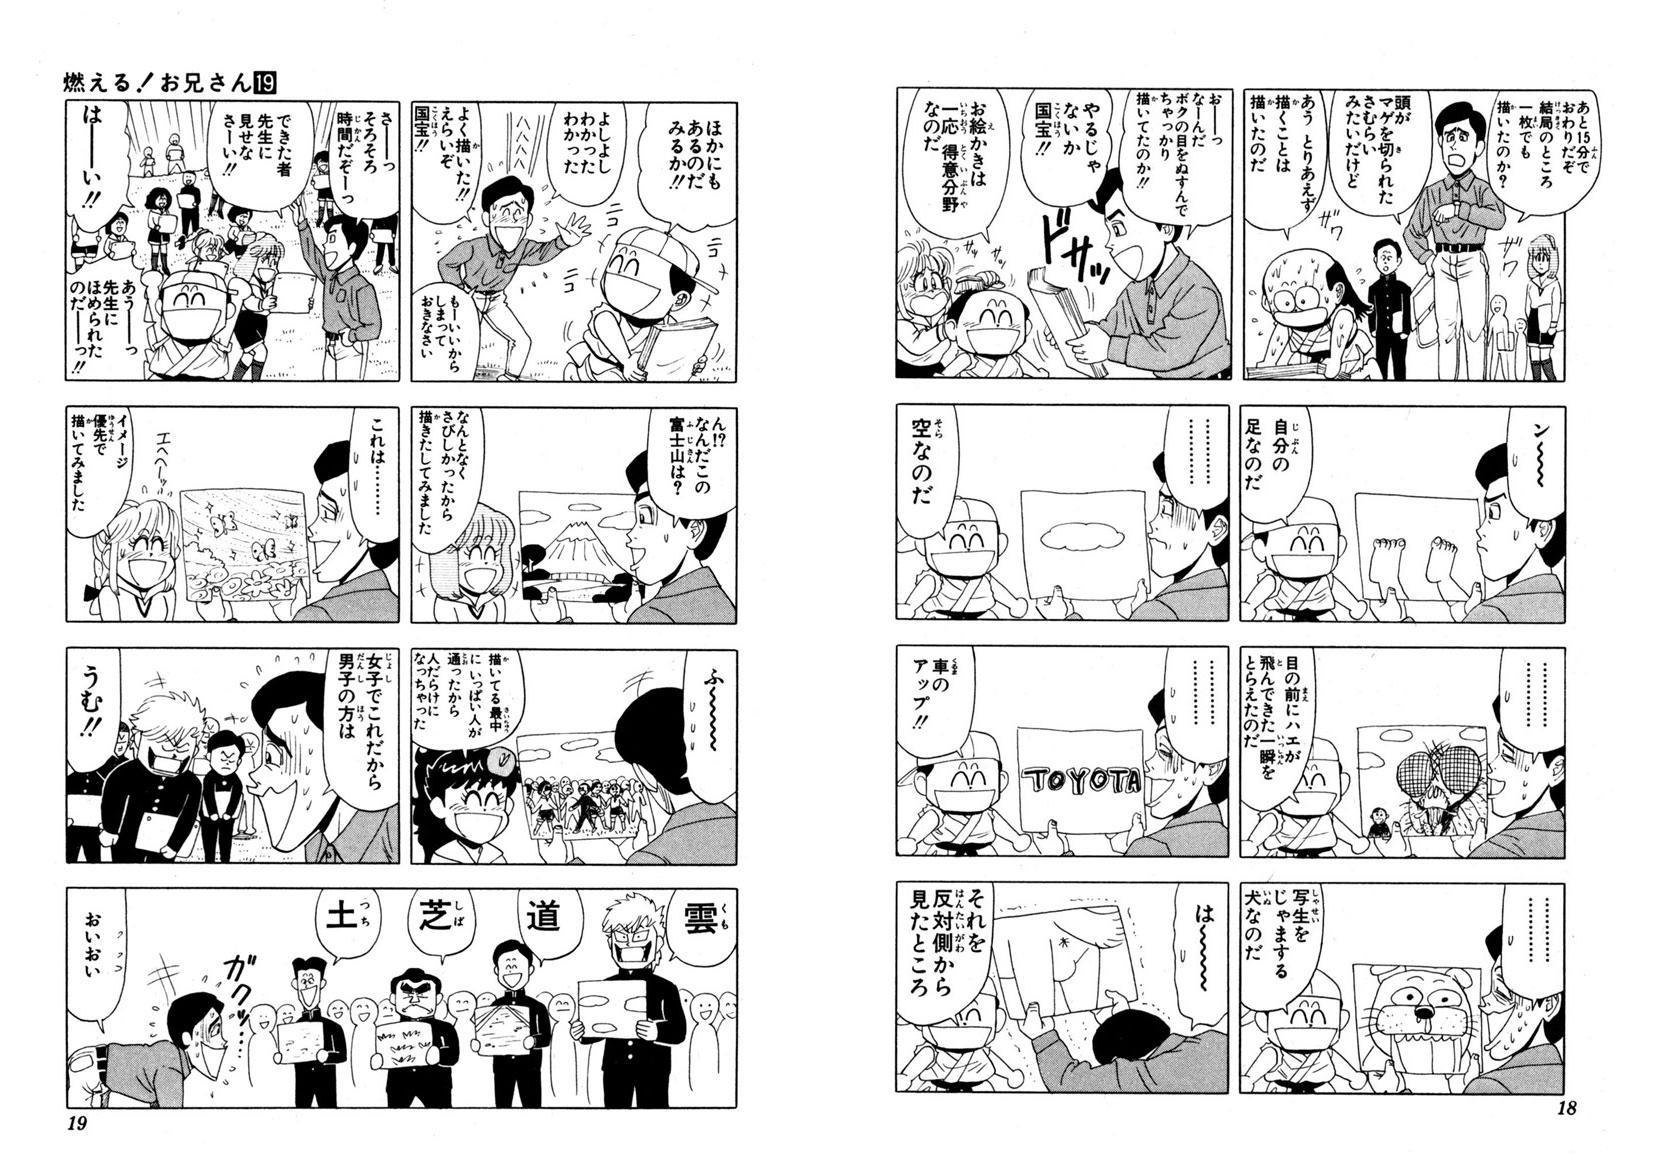 あと15分で
おわりだぞ
結局のところ
一枚でも
描いたのか?
頭が
マゲを切られた
さむらい
みたいだけど
あう とりあえず
描くことは
描いたのだ
ザワ
ザワ
おーーっ
なーんだ
ボクの目をぬすんで
ちゃっかり
描いてたのか!!
やるじゃ
ないか
国宝!!
お絵かきは
一応 得意分野
なのだ
ドサッ
ン〜〜
自分の
足なのだ
…………
空なのだ
…………
目の前にハエが
飛んできた一瞬を
とらえたのだ
…………
車の
アップ!!
TOYOTA
…………
写生を
じゃまする
犬なのだ
は〜〜〜
それを
反対側から
見たところ
18
燃える!お兄さん19
ほかにも
あるのだ
みるか!!
よしよし
わかった
わかった
ハハハハ
よく描いた!!
えらいぞ
国宝!!
もーいいから
しまって
おきなさい
さーーっ
そろそろ
時間だぞーっ
できた者
先生に
見せな
さーい!!
はーーい!!
あうーーっ
先生に
ほめられた
のだーーっ!!
ん!?
なんだこの
富士山は?
なんとなく
さびしかったから
描きたしてみました
これは………
エヘヘーッ
イメージ
優先で
描いてみました
ふ〜〜〜〜
描いてる最中
にいっぱい人が
通ったから
人だらけに
なっちゃった
女子でこれだから
男子の方は
うむ!!
雲
道
芝
土
ガクッ……
おいおい
19